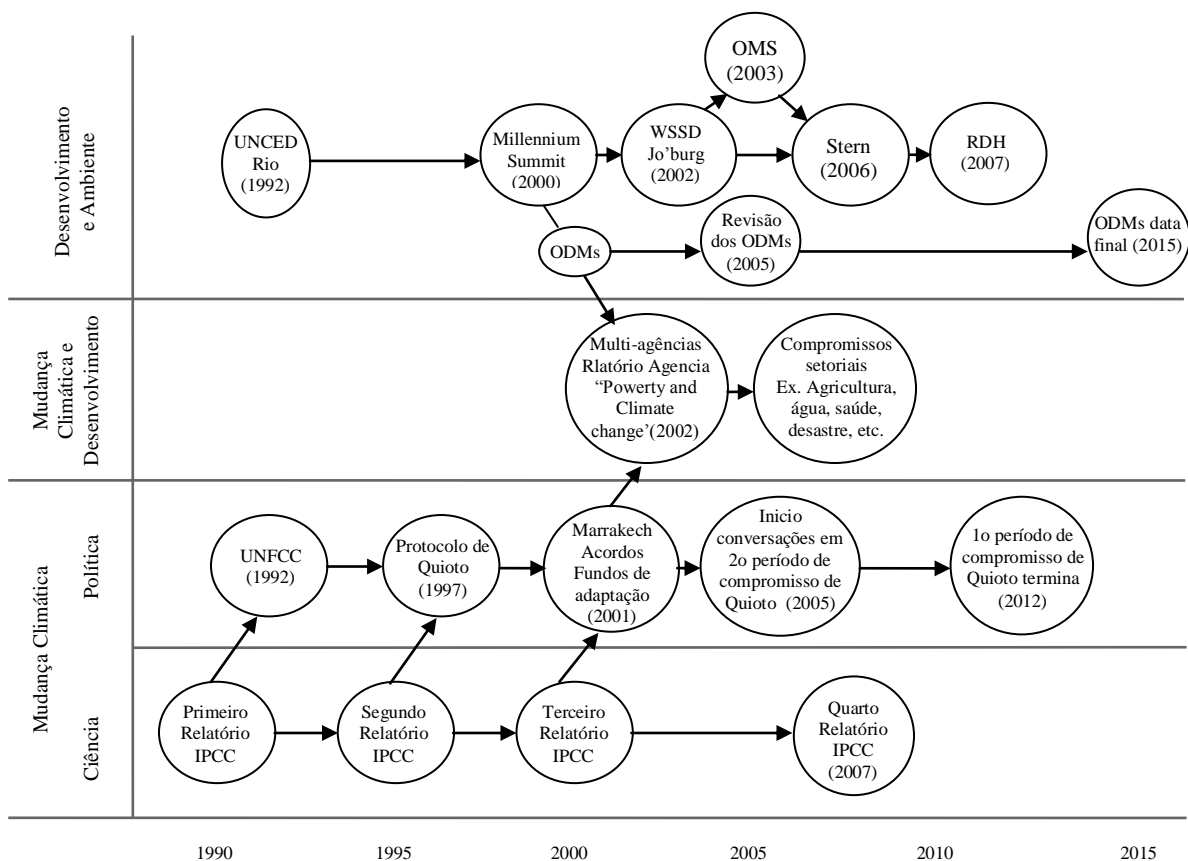 Desenvolvimento
e Ambiente
UNCED
Rio
(1992)
Millennium
Summit
(2000)
WSSD
Jo’burg
(2002)
OMS
(2003)
Stern
(2006)
RDH
(2007)
ODMs
Revisão
dos ODMs
(2005)
ODMs data
final (2015)
Mudança
Climática e
Desenvolvimento
Multi-agências
Rlatório Agencia
“Powerty and
Climate
change’(2002)
Compromissos
setoriais
Ex. Agricultura,
água, saúde,
desastre, etc.
Mudança Climática
Política
UNFCC
(1992)
Protocolo de
Quioto
(1997)
Marrakech
Acordos
Fundos de
adaptação
(2001)
Inicio
conversações em
2o período de
compromisso de
Quioto (2005)
1o período de
compromisso de
Quioto termina
(2012)
Ciência
Primeiro
Relatório
IPCC
Segundo
Relatório
IPCC
Terceiro
Relatório
IPCC
Quarto
Relatório
IPCC
(2007)
1990 1995 2000 2005 2010 2015